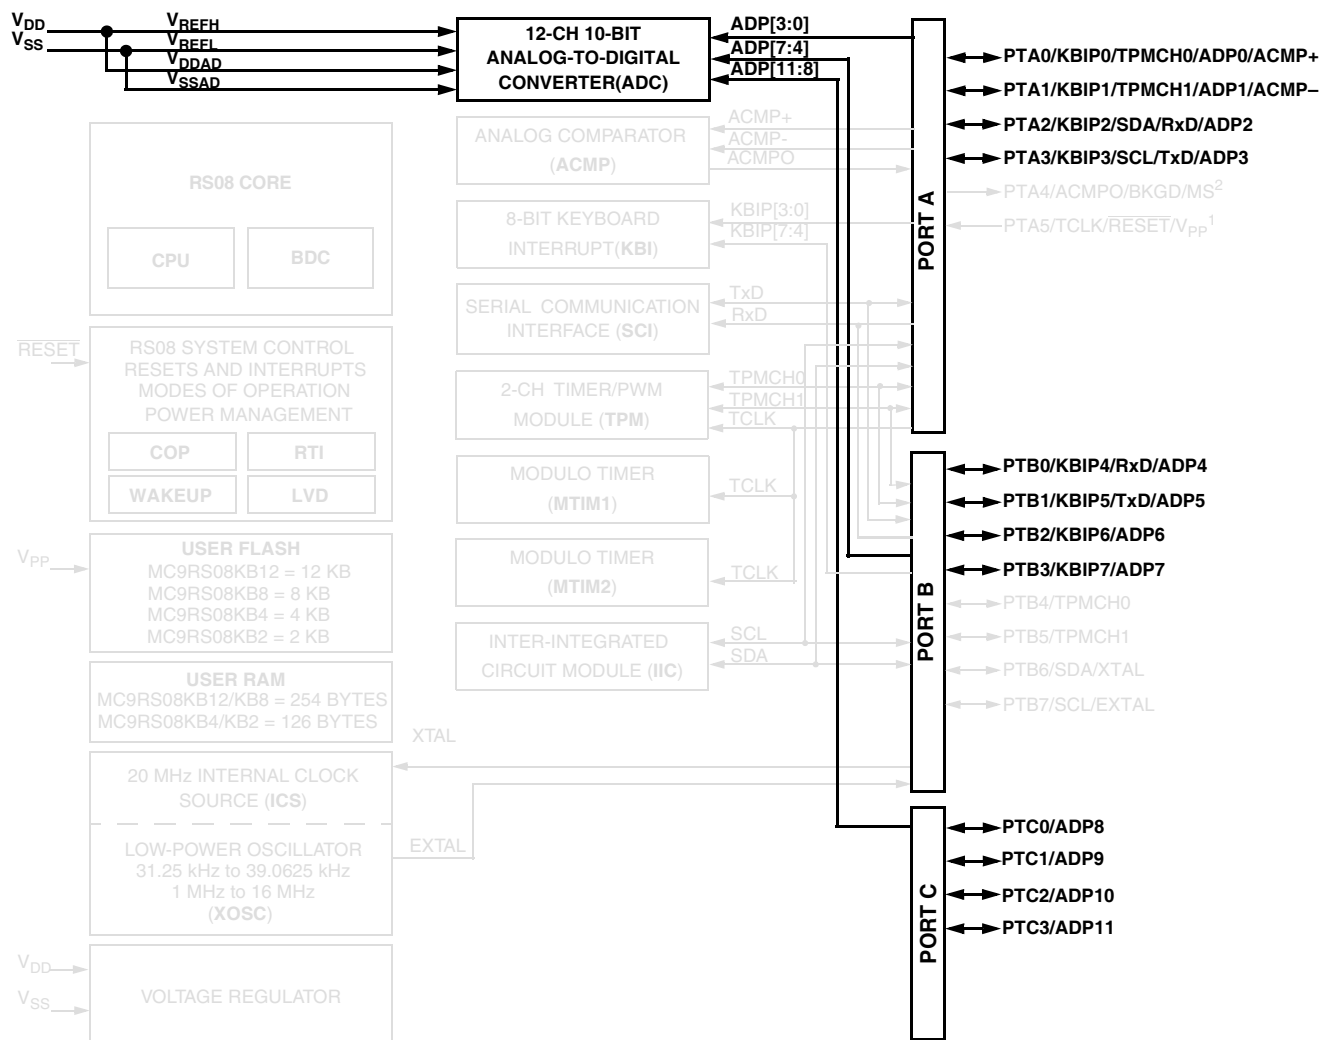 VDD
VSS
VREFH
VREFL
VDDAD
VSSAD
12-CH 10-BIT
ANALOG-TO-DIGITAL
CONVERTER(ADC)
ADP[3:0]
ADP[7:4]
ADP[11:8]
PORT A
PTA0/KBIP0/TPMCH0/ADP0/ACMP+
PTA1/KBIP1/TPMCH1/ADP1/ACMP–
PTA2/KBIP2/SDA/RxD/ADP2
PTA3/KBIP3/SCL/TxD/ADP3
PTA4/ACMPO/BKGD/MS2
PTA5/TCLK/RESET/VPP1
RS08 CORE
CPU
BDC
ANALOG COMPARATOR
(ACMP)
ACMP+
ACMP-
ACMPO
8-BIT KEYBOARD
INTERRUPT(KBI)
KBIP[3:0]
KBIP[7:4]
SERIAL COMMUNICATION
INTERFACE (SCI)
TxD
RxD
RESET
RS08 SYSTEM CONTROL
RESETS AND INTERRUPTS
MODES OF OPERATION
POWER MANAGEMENT
COP
RTI
WAKEUP
LVD
2-CH TIMER/PWM
MODULE (TPM)
TPMCH0
TPMCH1
TCLK
MODULO TIMER
(MTIM1)
TCLK
MODULO TIMER
(MTIM2)
TCLK
INTER-INTEGRATED
CIRCUIT MODULE (IIC)
SCL
SDA
PORT B
PTB0/KBIP4/RxD/ADP4
PTB1/KBIP5/TxD/ADP5
PTB2/KBIP6/ADP6
PTB3/KBIP7/ADP7
PTB4/TPMCH0
PTB5/TPMCH1
PTB6/SDA/XTAL
PTB7/SCL/EXTAL
VPP
USER FLASH
MC9RS08KB12 = 12 KB
MC9RS08KB8 = 8 KB
MC9RS08KB4 = 4 KB
MC9RS08KB2 = 2 KB
USER RAM
MC9RS08KB12/KB8 = 254 BYTES
MC9RS08KB4/KB2 = 126 BYTES
XTAL
20 MHz INTERNAL CLOCK
SOURCE (ICS)
EXTAL
LOW-POWER OSCILLATOR
31.25 kHz to 39.0625 kHz
1 MHz to 16 MHz
(XOSC)
PORT C
PTC0/ADP8
PTC1/ADP9
PTC2/ADP10
PTC3/ADP11
VDD
VSS
VOLTAGE REGULATOR